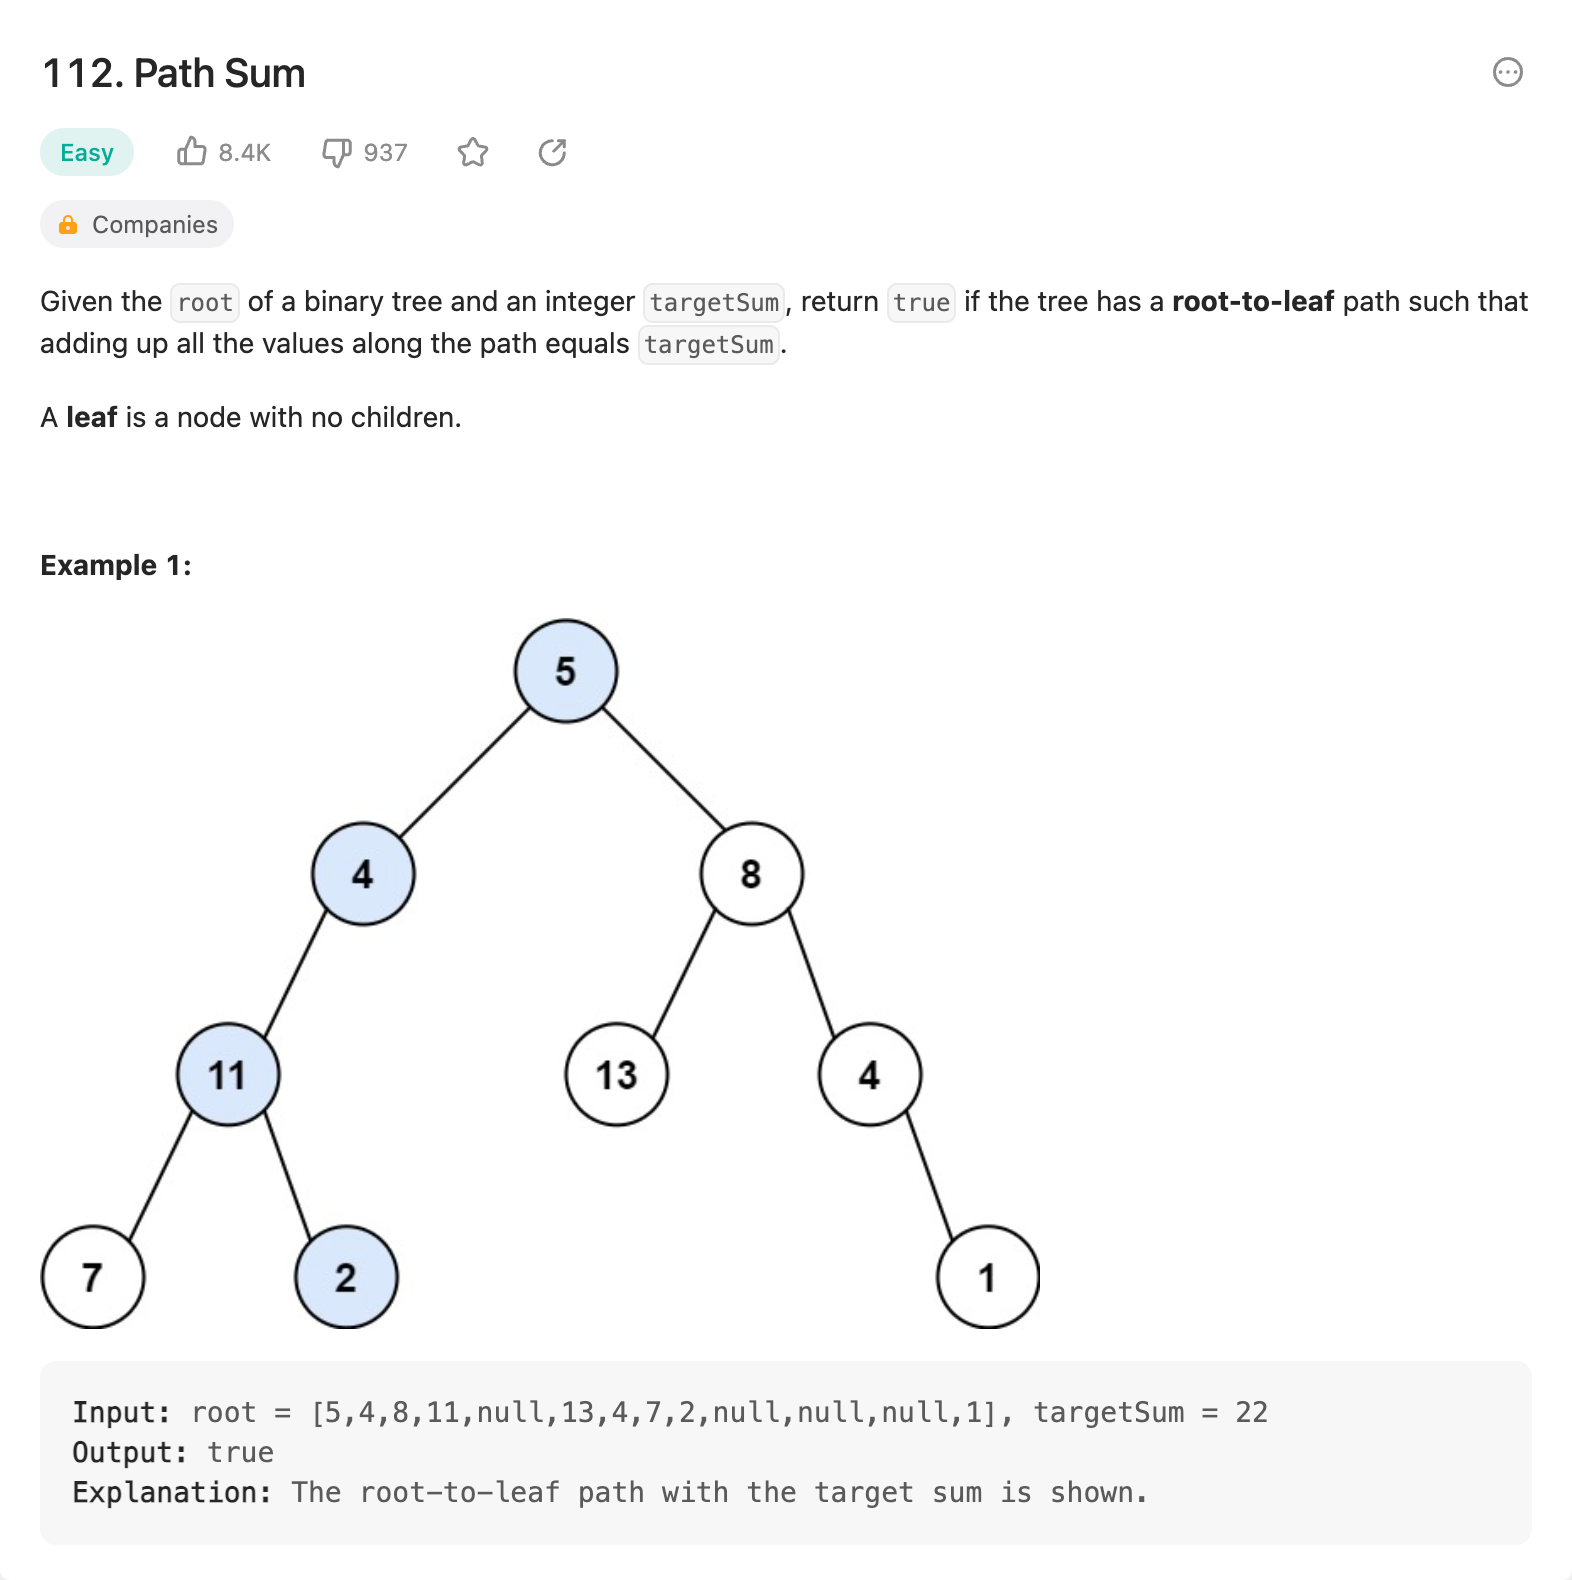 112. Path Sum
Easy 8.4K 937
Companies
Given the root of a binary tree and an integer targetSum, return true if the tree has a root-to-leaf path such that
adding up all the values along the path equals targetSum.
A leaf is a node with no children.
Example 1:
5
4 8
11 13 4
7 2 1
Input: root = [5,4,8,11,null,13,4,7,2,null,null,null,1], targetSum = 22
Output: true
Explanation: The root-to-leaf path with the target sum is shown.